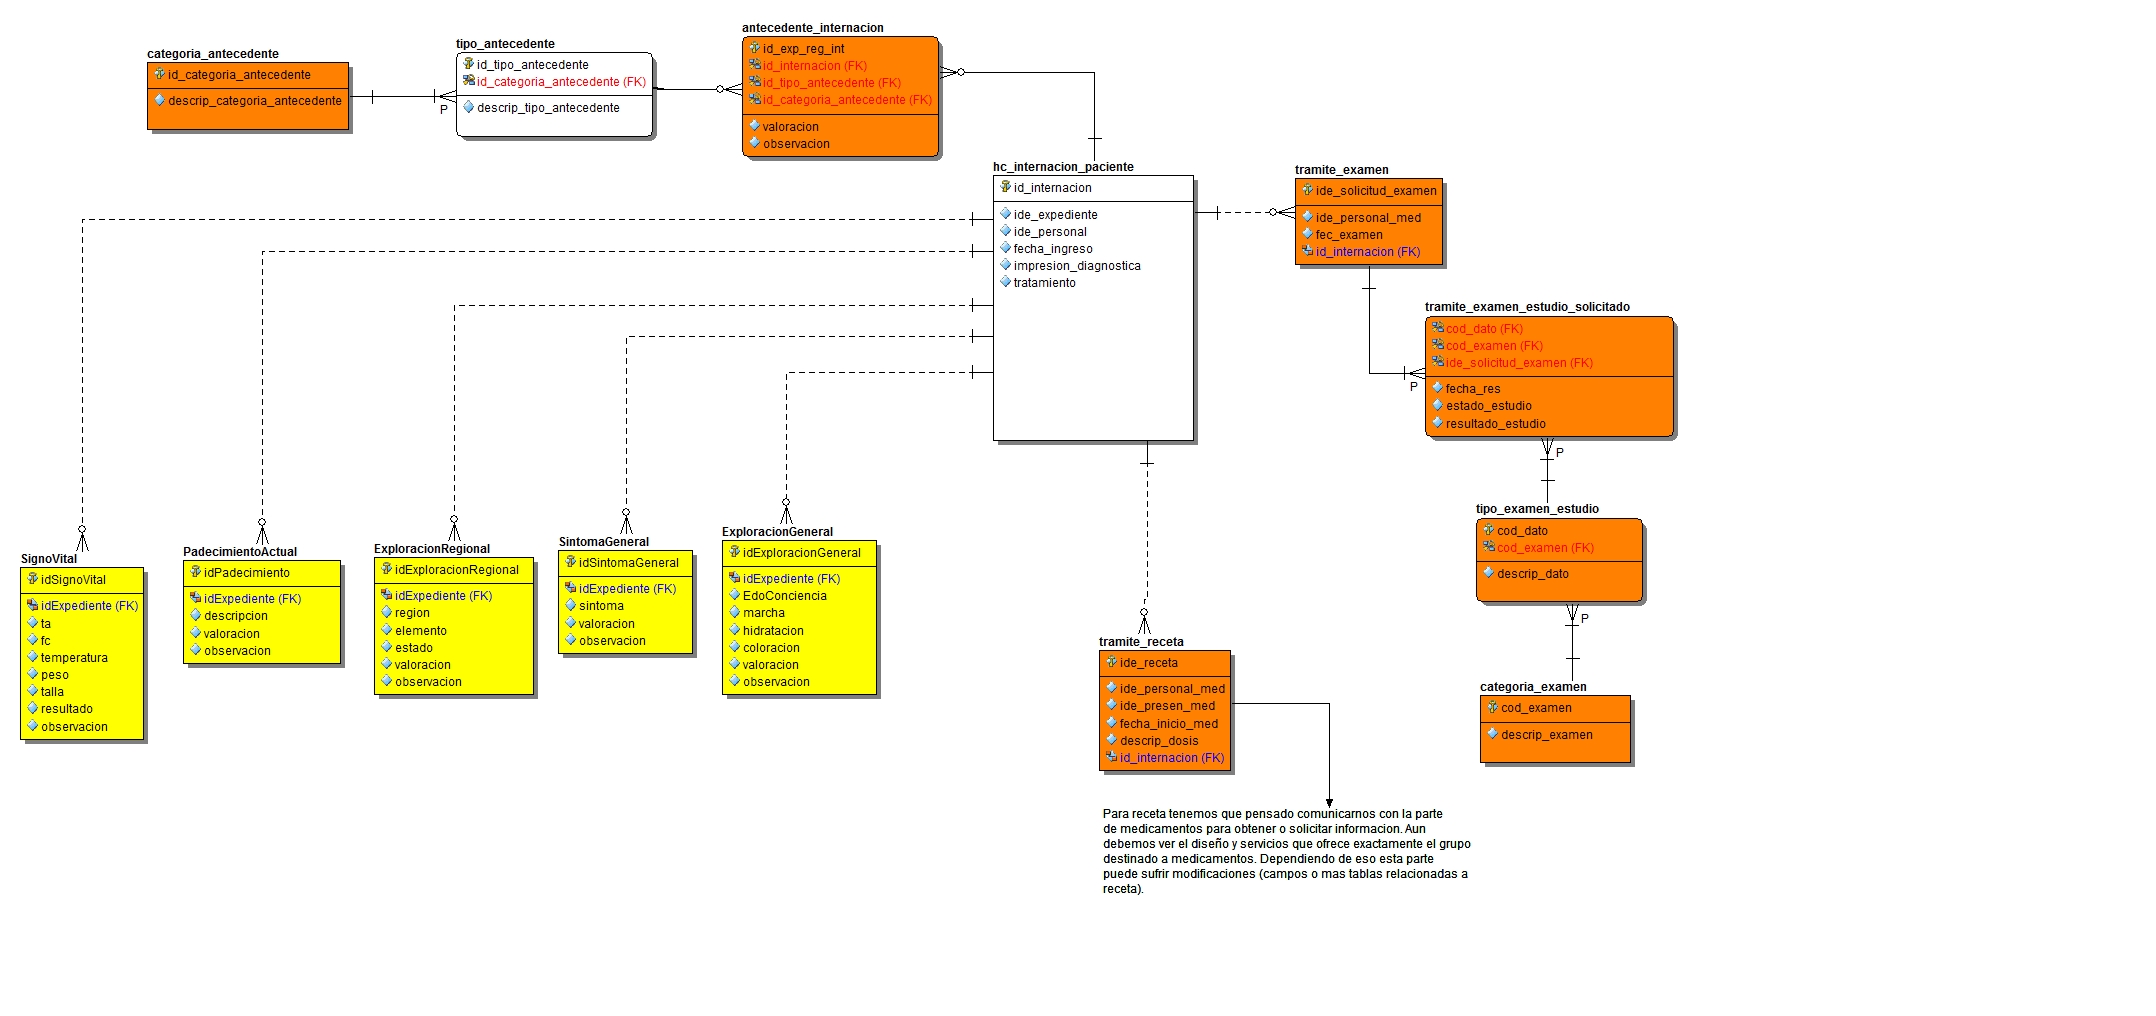 categoria_antecedente
id_categoria_antecedente
descrip_categoria_antecedente
P
tipo_antecedente
id_tipo_antecedente
id_categoria_antecedente (FK)
descrip_tipo_antecedente
antecedente_internacion
id_exp_reg_int
id_internacion (FK)
id_tipo_antecedente (FK)
id_categoria_antecedente (FK)
valoracion
observacion
hc_internacion_paciente
id_internacion
ide_expediente
ide_personal
fecha_ingreso
impresion_diagnostica
tratamiento
tramite_examen
ide_solicitud_examen
ide_personal_med
fec_examen
id_internacion (FK)
tramite_examen_estudio_solicitado
cod_dato (FK)
cod_examen (FK)
ide_solicitud_examen (FK)
P
fecha_res
estado_estudio
resultado_estudio
P
tipo_examen_estudio
cod_dato
cod_examen (FK)
descrip_dato
P
categoria_examen
cod_examen
descrip_examen
SignoVital
idSignoVital
idExpediente (FK)
ta
fc
temperatura
peso
talla
resultado
observacion
PadecimientoActual
idPadecimiento
idExpediente (FK)
descripcion
valoracion
observacion
ExploracionRegional
idExploracionRegional
idExpediente (FK)
region
elemento
estado
valoracion
observacion
SintomaGeneral
idSintomaGeneral
idExpediente (FK)
sintoma
valoracion
observacion
ExploracionGeneral
idExploracionGeneral
idExpediente (FK)
EdoConciencia
marcha
hidratacion
coloracion
valoracion
observacion
tramite_receta
ide_receta
ide_personal_med
ide_presen_med
fecha_inicio_med
descrip_dosis
id_internacion (FK)
Para receta tenemos que pensado comunicarnos con la parte
de medicamentos para obtener o solicitar informacion. Aun
debemos ver el diseño y servicios que ofrece exactamente el grupo
destinado a medicamentos. Dependiendo de eso esta parte
puede sufrir modificaciones (campos o mas tablas relacionadas a
receta).